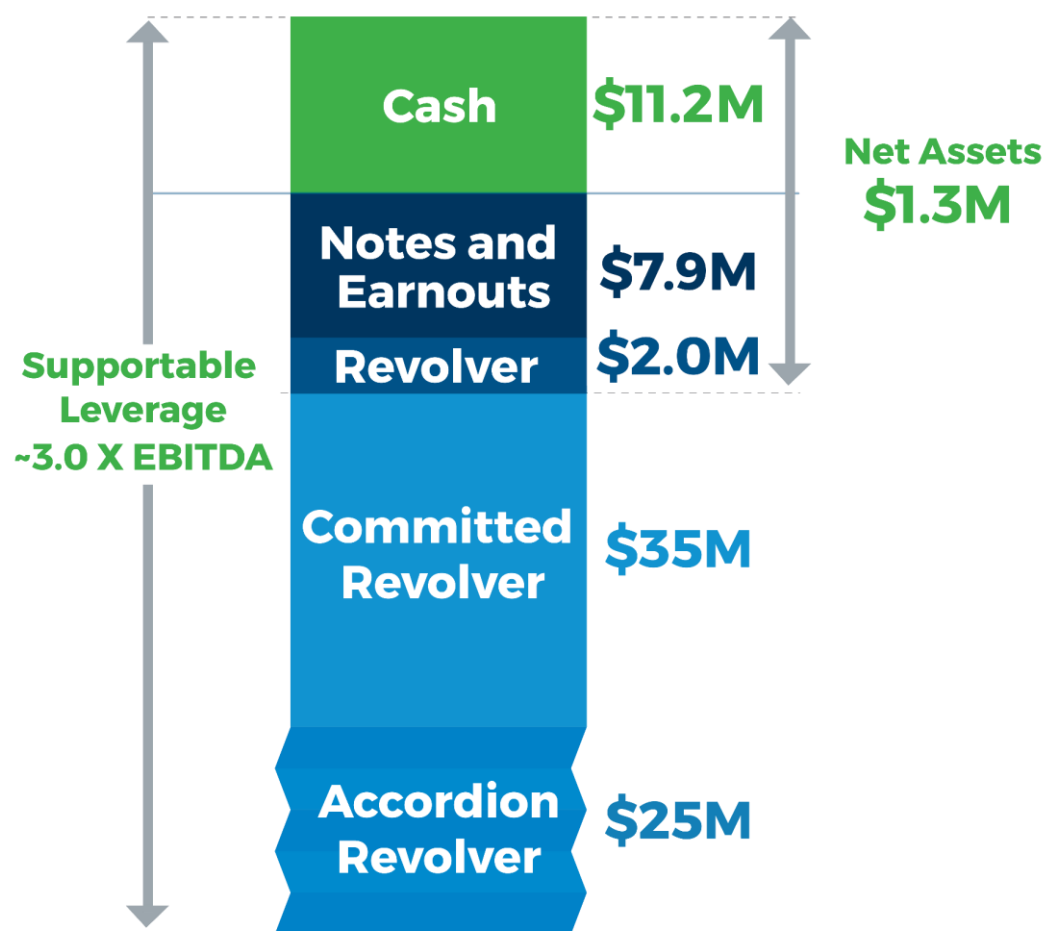 Cash
$11.2M
Net Assets
$1.3M
Notes and
Earnouts
$7.9M
Revolver
$2.0M
Supportable
Leverage
~3.0 X EBITDA
Committed
Revolver
$35M
Accordion
Revolver
$25M